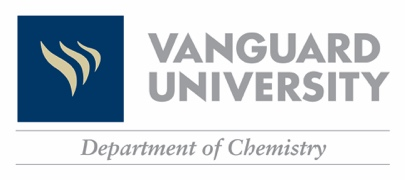 VANGUARD
UNIVERSITY
Department of Chemistry